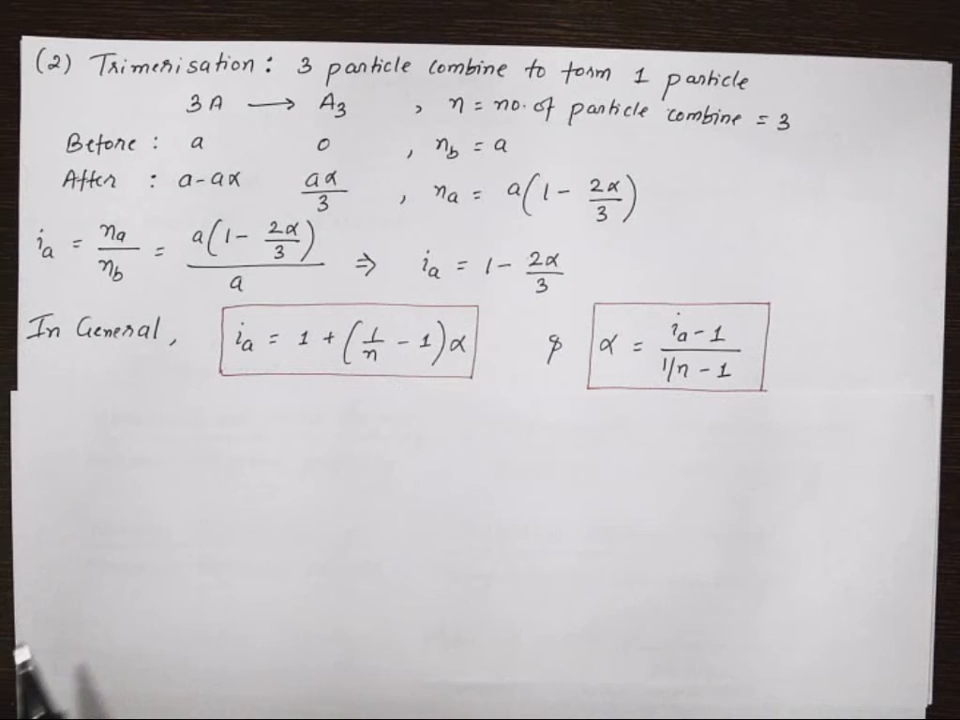 (2) Trimerisation : 3 particle combine to form 1 particle
3A → A₃ , n = no. of particle combine = 3
Before : a 0 , n_b = a
After : a-aα aα/3 , n_a = a(1 - 2α/3)
i_a = n_a/n_b = a(1 - 2α/3)/a ⇒ i_a = 1 - 2α/3
In General, i_a = 1 + (1/n - 1)α & α = i_a - 1 / 1/n - 1